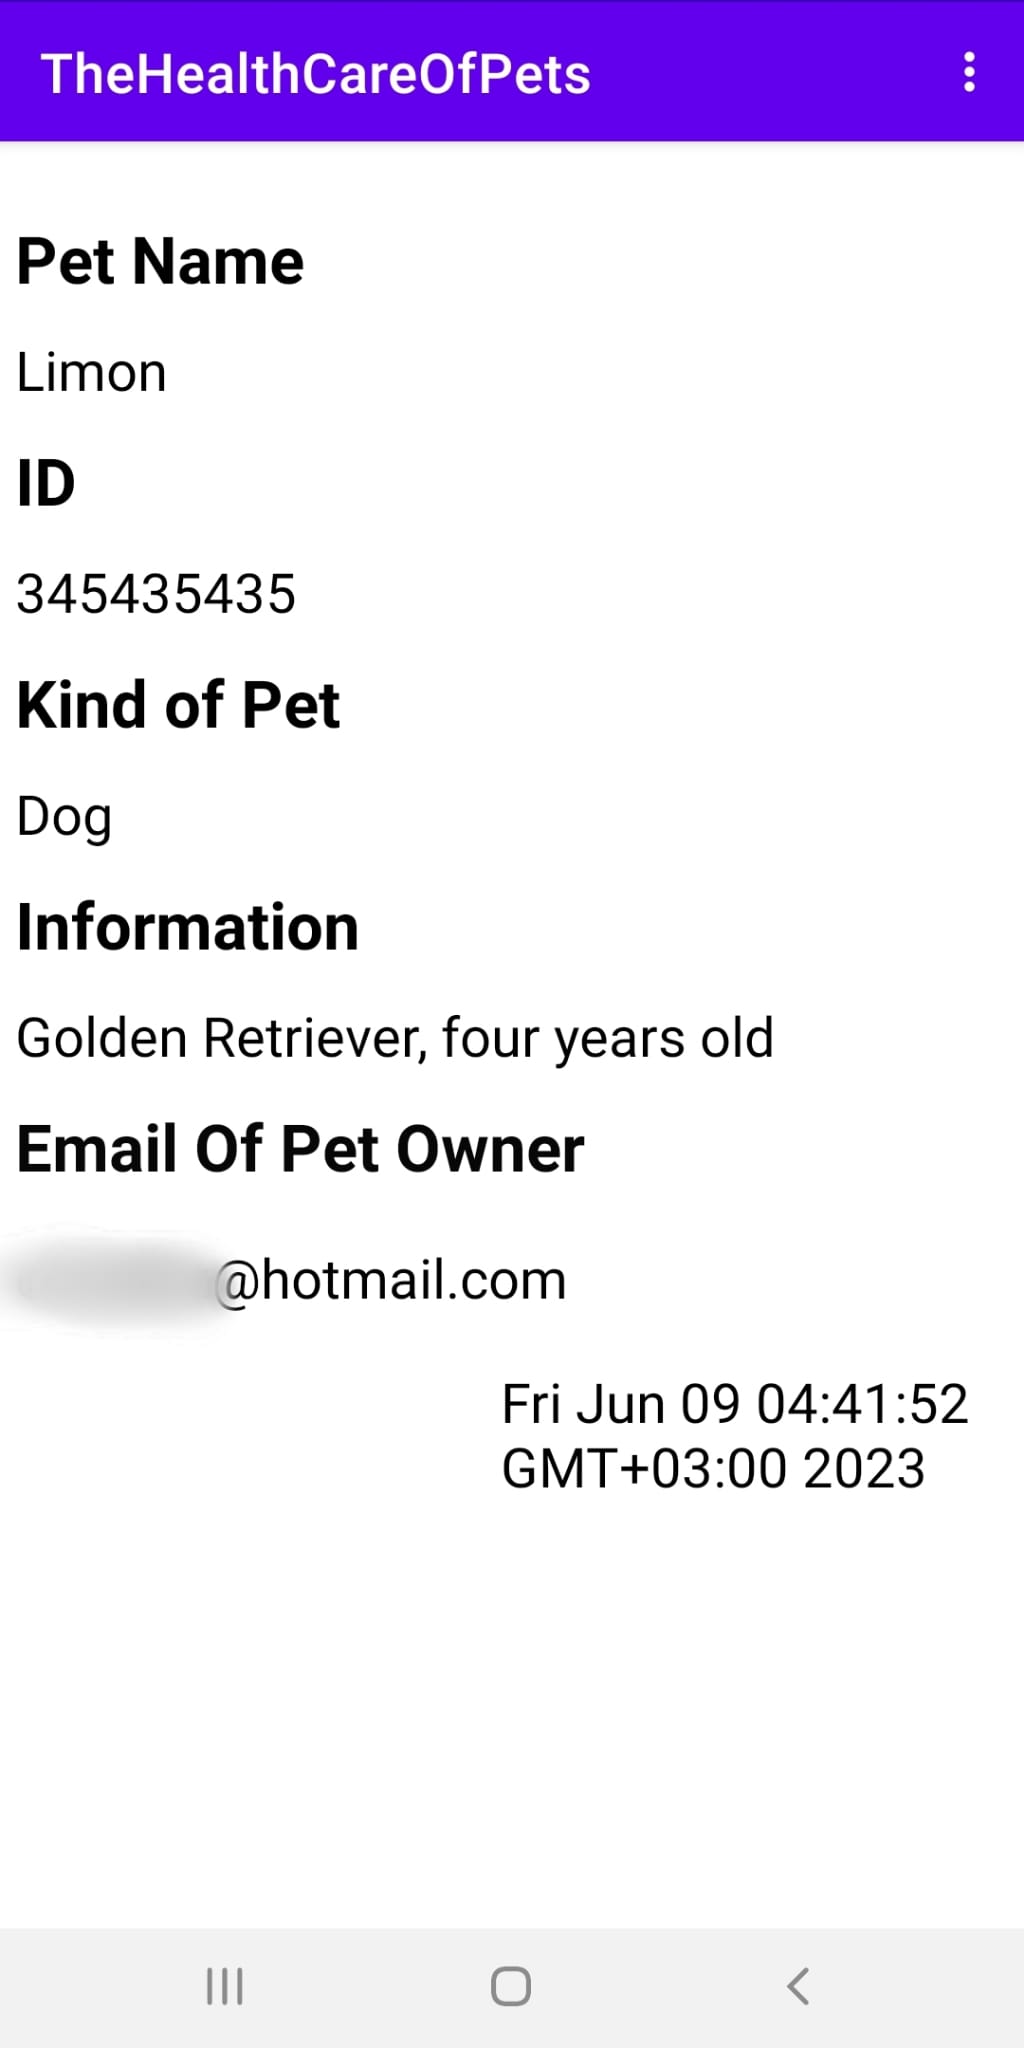 TheHealthCareOfPets
Pet Name
Limon
ID
345435435
Kind of Pet
Dog
Information
Golden Retriever, four years old
Email Of Pet Owner
@hotmail.com
Fri Jun 09 04:41:52
GMT+03:00 2023